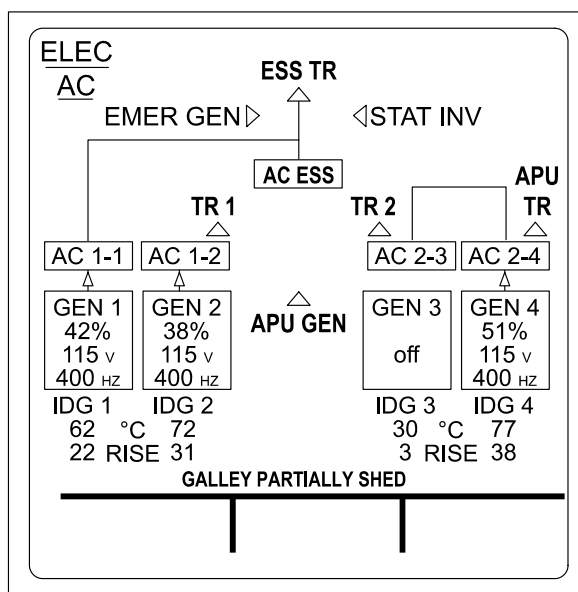 ELEC
AC
ESS TR
EMER GEN STAT INV
AC ESS
APU
TR 1 TR 2 TR
AC 1-1 AC 1-2 AC 2-3 AC 2-4
GEN 1 GEN 2 GEN 3 GEN 4
42% 38% APU GEN 51%
115 V 115 V off 115 V
400 HZ 400 HZ 400 HZ
IDG 1 IDG 2 IDG 3 IDG 4
62 °C 72 30 °C 77
22 RISE 31 3 RISE 38
GALLEY PARTIALLY SHED